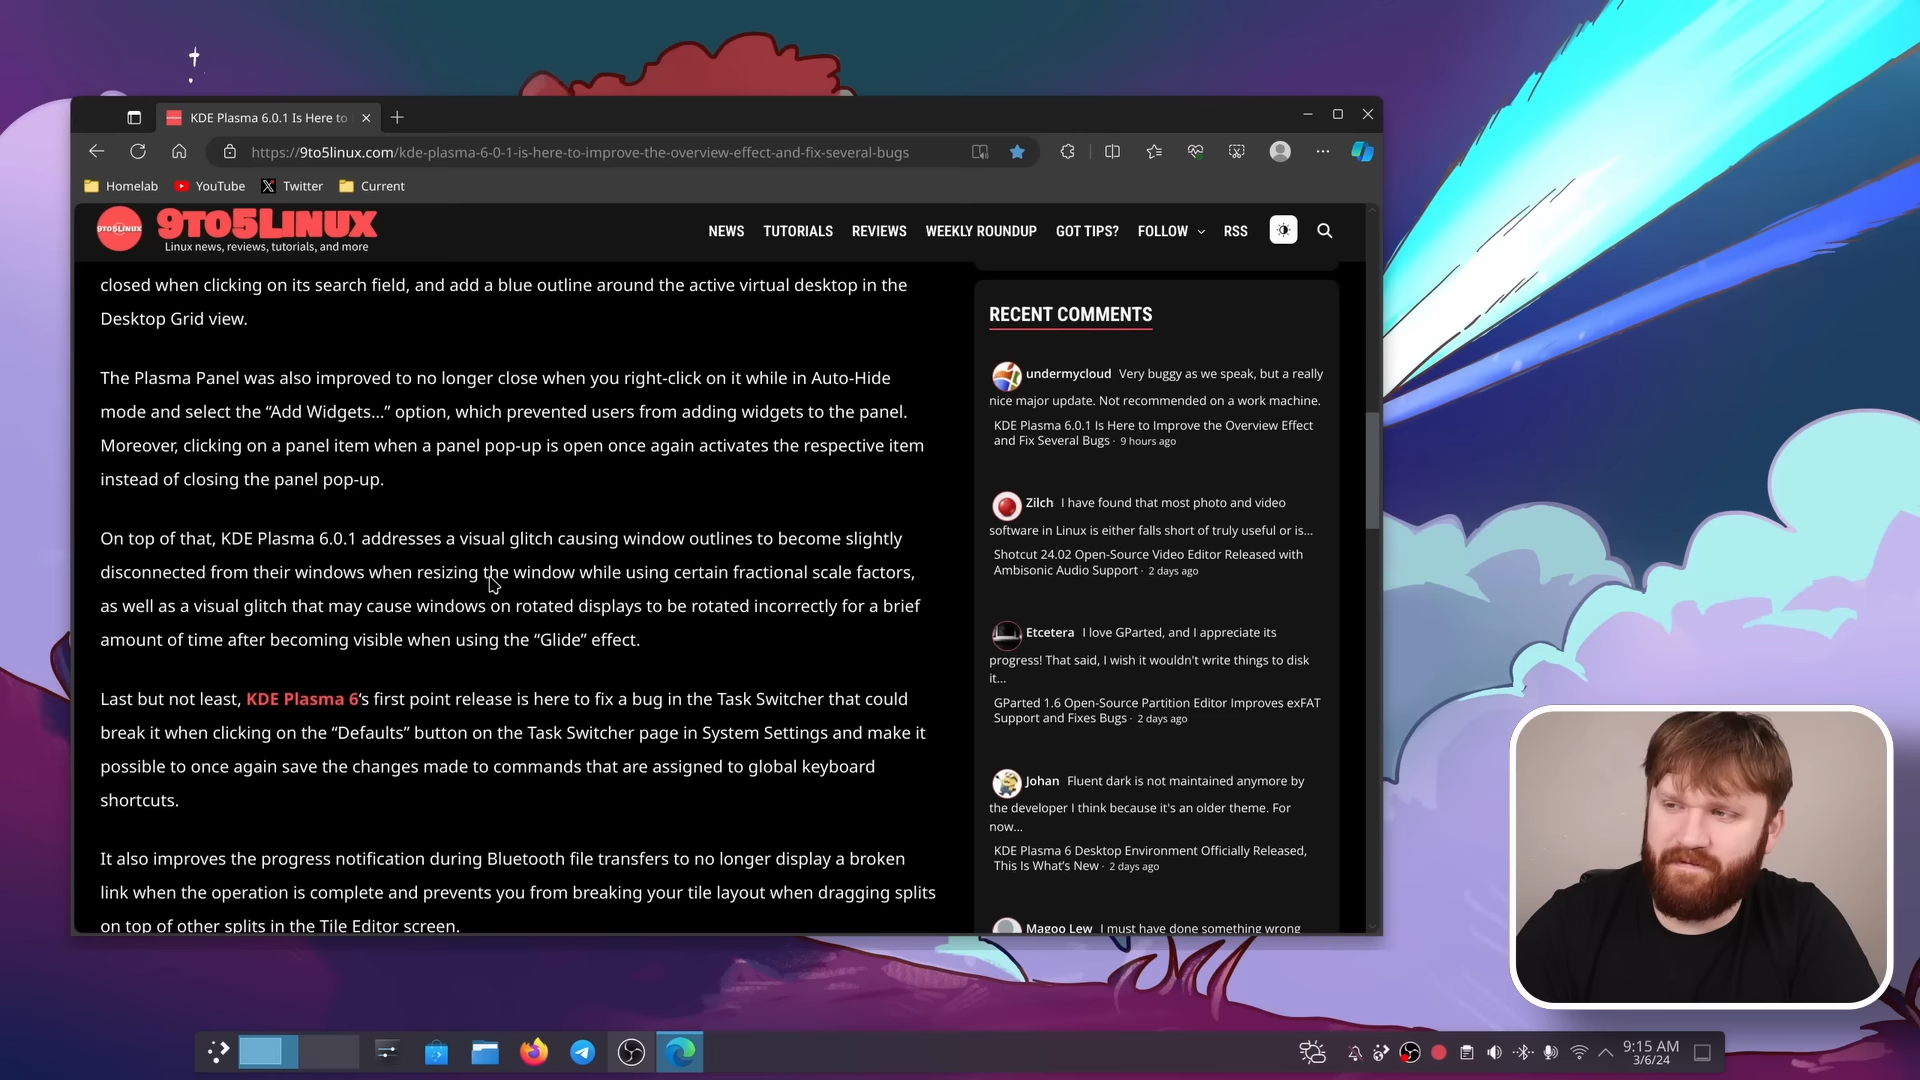 KDE Plasma 6.0.1 Is Here to
https://9to5linux.com/kde-plasma-6-0-1-is-here-to-improve-the-overview-effect-and-fix-several-bugs
Homelab
YouTube
Twitter
Current
9TO5LINUX
9TO5LINUX
Linux news, reviews, tutorials, and more
NEWS
TUTORIALS
REVIEWS
WEEKLY ROUNDUP
GOT TIPS?
FOLLOW
RSS
closed when clicking on its search field, and add a blue outline around the active virtual desktop in the
Desktop Grid view.
The Plasma Panel was also improved to no longer close when you right-click on it while in Auto-Hide
mode and select the “Add Widgets…” option, which prevented users from adding widgets to the panel.
Moreover, clicking on a panel item when a panel pop-up is open once again activates the respective item
instead of closing the panel pop-up.
On top of that, KDE Plasma 6.0.1 addresses a visual glitch causing window outlines to become slightly
disconnected from their windows when resizing the window while using certain fractional scale factors,
as well as a visual glitch that may cause windows on rotated displays to be rotated incorrectly for a brief
amount of time after becoming visible when using the “Glide” effect.
Last but not least, KDE Plasma 6‘s first point release is here to fix a bug in the Task Switcher that could
break it when clicking on the “Defaults” button on the Task Switcher page in System Settings and make it
possible to once again save the changes made to commands that are assigned to global keyboard
shortcuts.
It also improves the progress notification during Bluetooth file transfers to no longer display a broken
link when the operation is complete and prevents you from breaking your tile layout when dragging splits
on top of other splits in the Tile Editor screen.
RECENT COMMENTS
undermycloud Very buggy as we speak, but a really
nice major update. Not recommended on a work machine.
KDE Plasma 6.0.1 Is Here to Improve the Overview Effect
and Fix Several Bugs · 9 hours ago
Zilch I have found that most photo and video
software in Linux is either falls short of truly useful or is...
Shotcut 24.02 Open-Source Video Editor Released with
Ambisonic Audio Support · 2 days ago
Etcetera I love GParted, and I appreciate its
progress! That said, I wish it wouldn't write things to disk
it...
GParted 1.6 Open-Source Partition Editor Improves exFAT
Support and Fixes Bugs · 2 days ago
Johan Fluent dark is not maintained anymore by
the developer I think because it's an older theme. For
now...
KDE Plasma 6 Desktop Environment Officially Released,
This Is What’s New · 2 days ago
Magoo Lew I must have done something wrong
9:15 AM
3/6/24